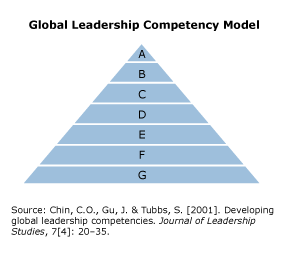 Global Leadership Competency Model
A
B
C
D
E
F
G
Source: Chin, C.O., Gu, J. & Tubbs, S. [2001]. Developing
global leadership competencies. Journal of Leadership
Studies, 7[4]: 20–35.